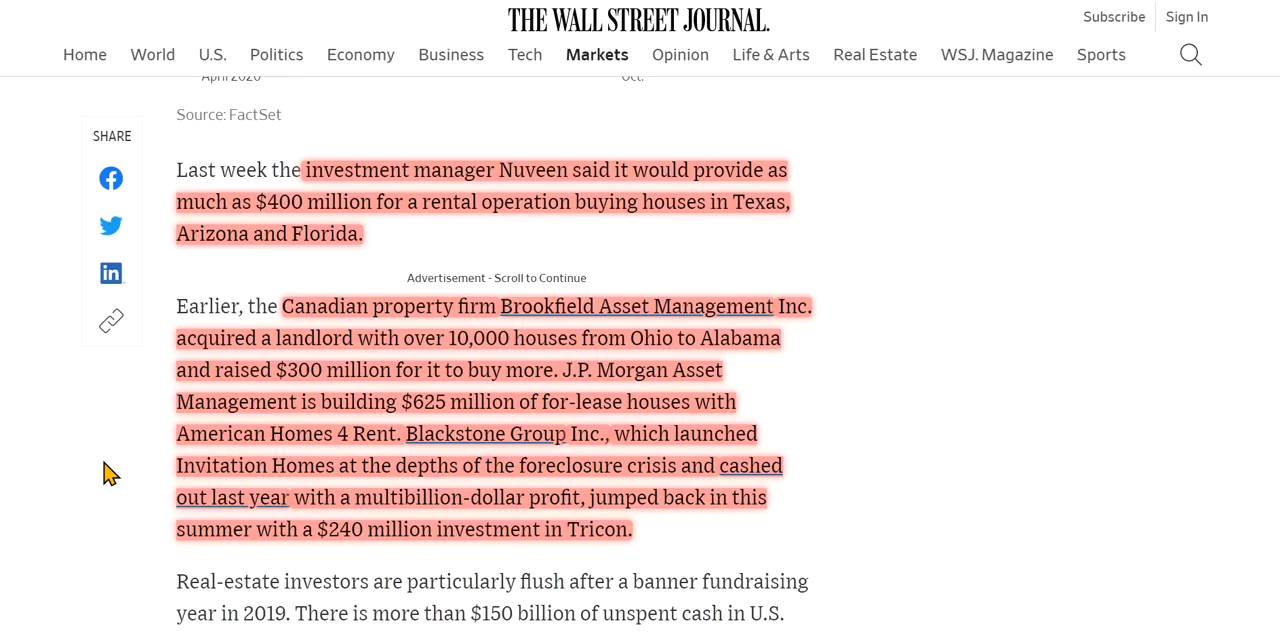 THE WALL STREET JOURNAL.
Subscribe
Sign In
Home
World
U.S.
Politics
Economy
Business
Tech
Markets
Opinion
Life & Arts
Real Estate
WSJ. Magazine
Sports
April 2020
Oct.
Source: FactSet
SHARE
Last week the investment manager Nuveen said it would provide as
much as $400 million for a rental operation buying houses in Texas,
Arizona and Florida.
Advertisement - Scroll to Continue
Earlier, the Canadian property firm Brookfield Asset Management Inc.
acquired a landlord with over 10,000 houses from Ohio to Alabama
and raised $300 million for it to buy more. J.P. Morgan Asset
Management is building $625 million of for-lease houses with
American Homes 4 Rent. Blackstone Group Inc., which launched
Invitation Homes at the depths of the foreclosure crisis and cashed
out last year with a multibillion-dollar profit, jumped back in this
summer with a $240 million investment in Tricon.
Real-estate investors are particularly flush after a banner fundraising
year in 2019. There is more than $150 billion of unspent cash in U.S.